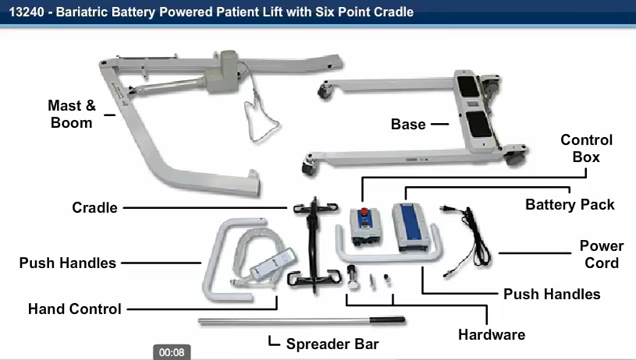 13240 - Bariatric Battery Powered Patient Lift with Six Point Cradle
Mast &
Boom
Base
Control
Box
Cradle
Battery Pack
Push Handles
Power
Cord
Hand Control
Push Handles
Hardware
Spreader Bar
00:08